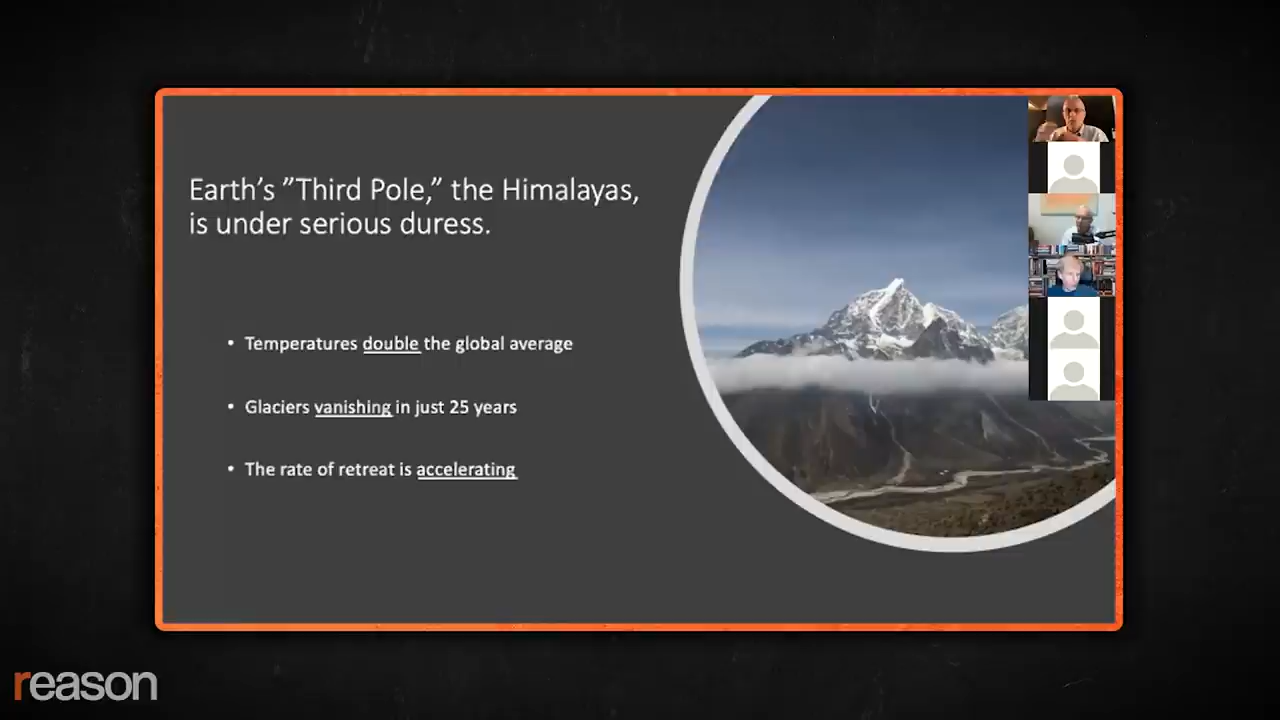 Earth’s ”Third Pole,” the Himalayas,
is under serious duress.
• Temperatures double the global average
• Glaciers vanishing in just 25 years
• The rate of retreat is accelerating
reason